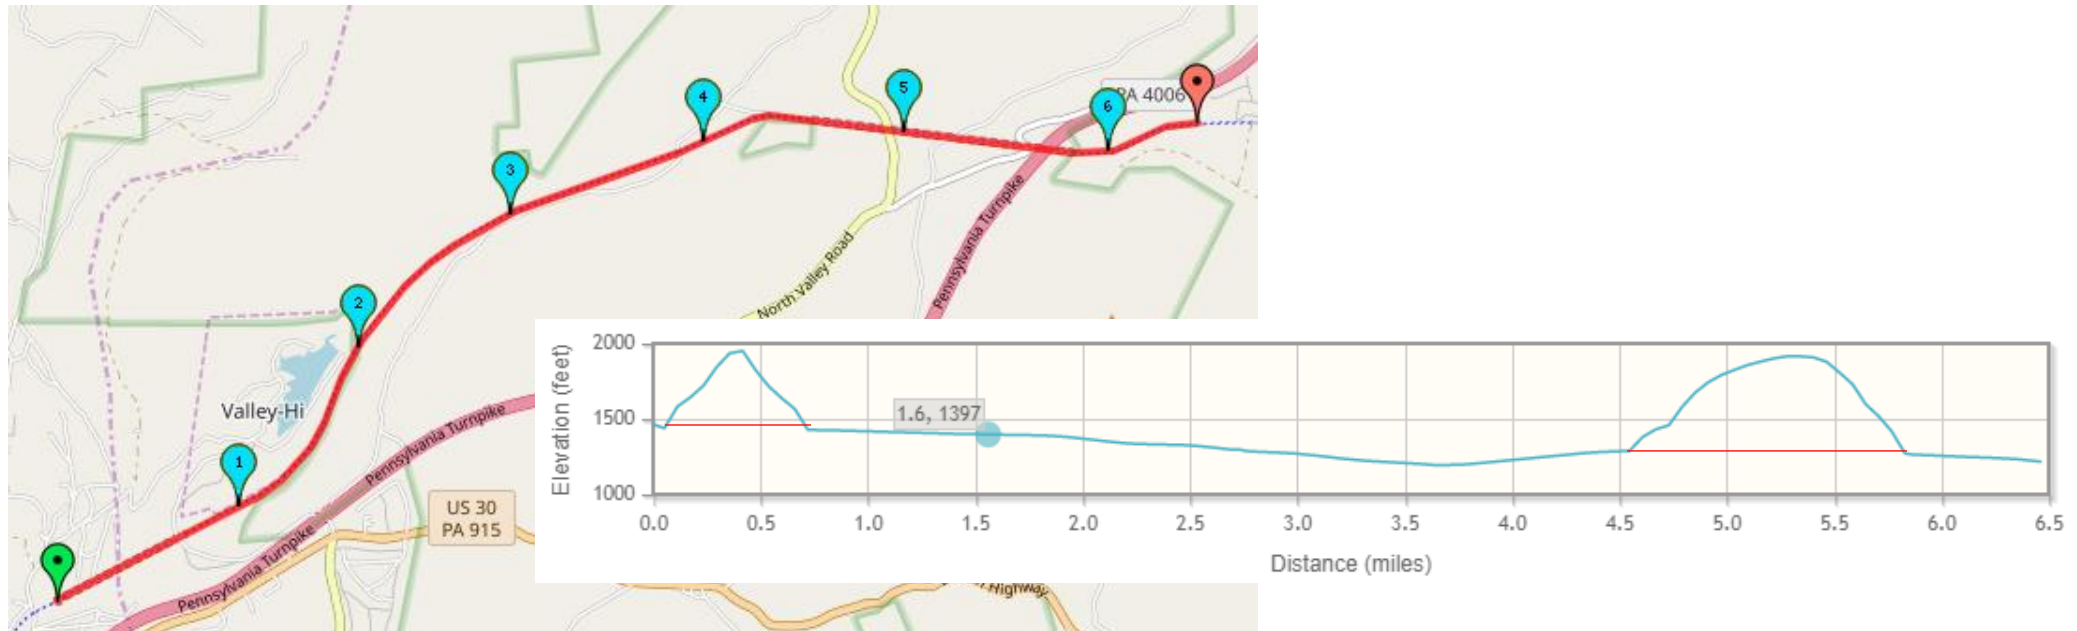 4
5
6
PA 4006
3
Pennsylvania Turnpike
2
North Valley Road
Valley-Hi
Pennsylvania Turnpike
1
US 30
PA 915
Pennsylvania Turnpike
Highway
Elevation (feet)
2000
1500
1000
1.6, 1397
0.0 0.5 1.0 1.5 2.0 2.5 3.0 3.5 4.0 4.5 5.0 5.5 6.0 6.5
Distance (miles)